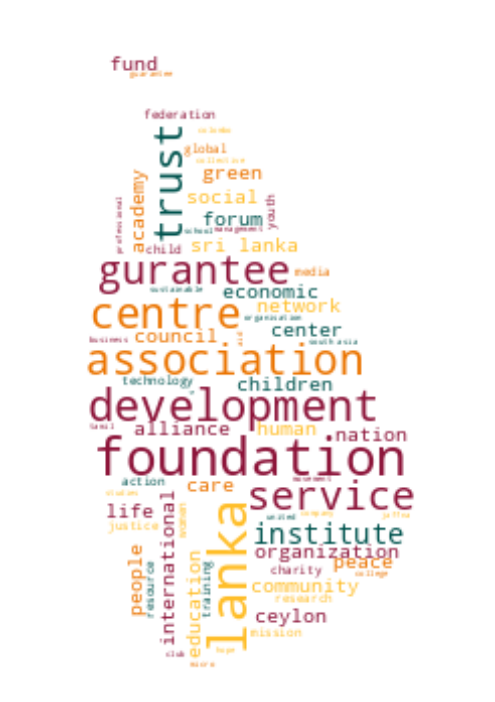 fund
guarantee
federation
colombo
trust
global
collective
green
academy
social
professional
youth
forum
school
management
child
sri lanka
gurantee
media
sustainable
economic
centre
network
organisation
center
business
council
aid
south asia
association
technology
children
development
tamil
alliance
human
nation
foundation
movement
action
care
service
life
international
women
lanka
united
company
jaffna
justice
institute
organization
people
resource
education
training
peace
charity
college
community
research
ceylon
mission
club
hope
micro